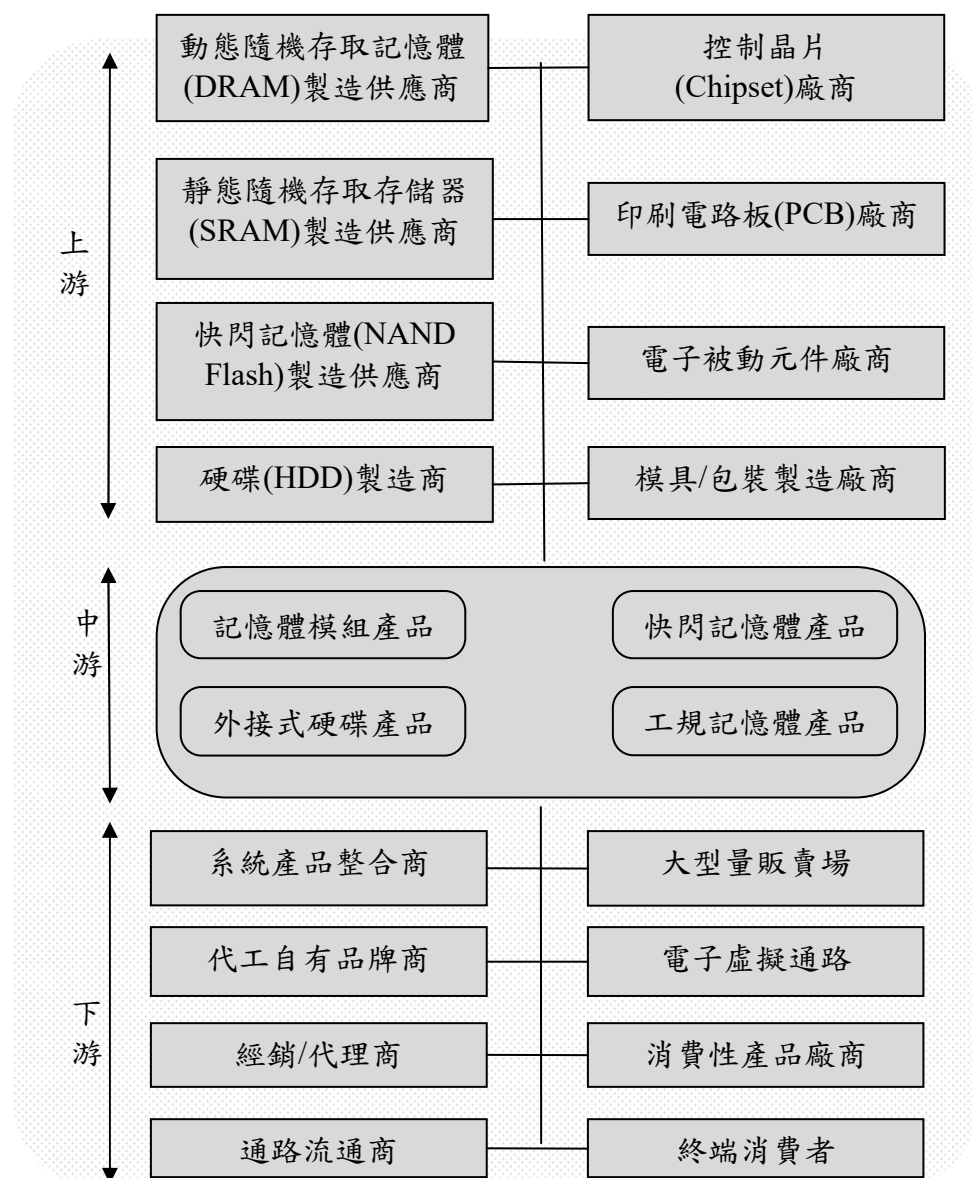 動態隨機存取記憶體
(DRAM)製造供應商
控制晶片
(Chipset)廠商
靜態隨機存取存儲器
(SRAM)製造供應商
印刷電路板(PCB)廠商
上
游
快閃記憶體(NAND
Flash)製造供應商
電子被動元件廠商
硬碟(HDD)製造商
模具/包裝製造廠商
中
游
記憶體模組產品
快閃記憶體產品
外接式硬碟產品
工規記憶體產品
系統產品整合商
大型量販賣場
代工自有品牌商
電子虛擬通路
下
游
經銷/代理商
消費性產品廠商
通路流通商
終端消費者